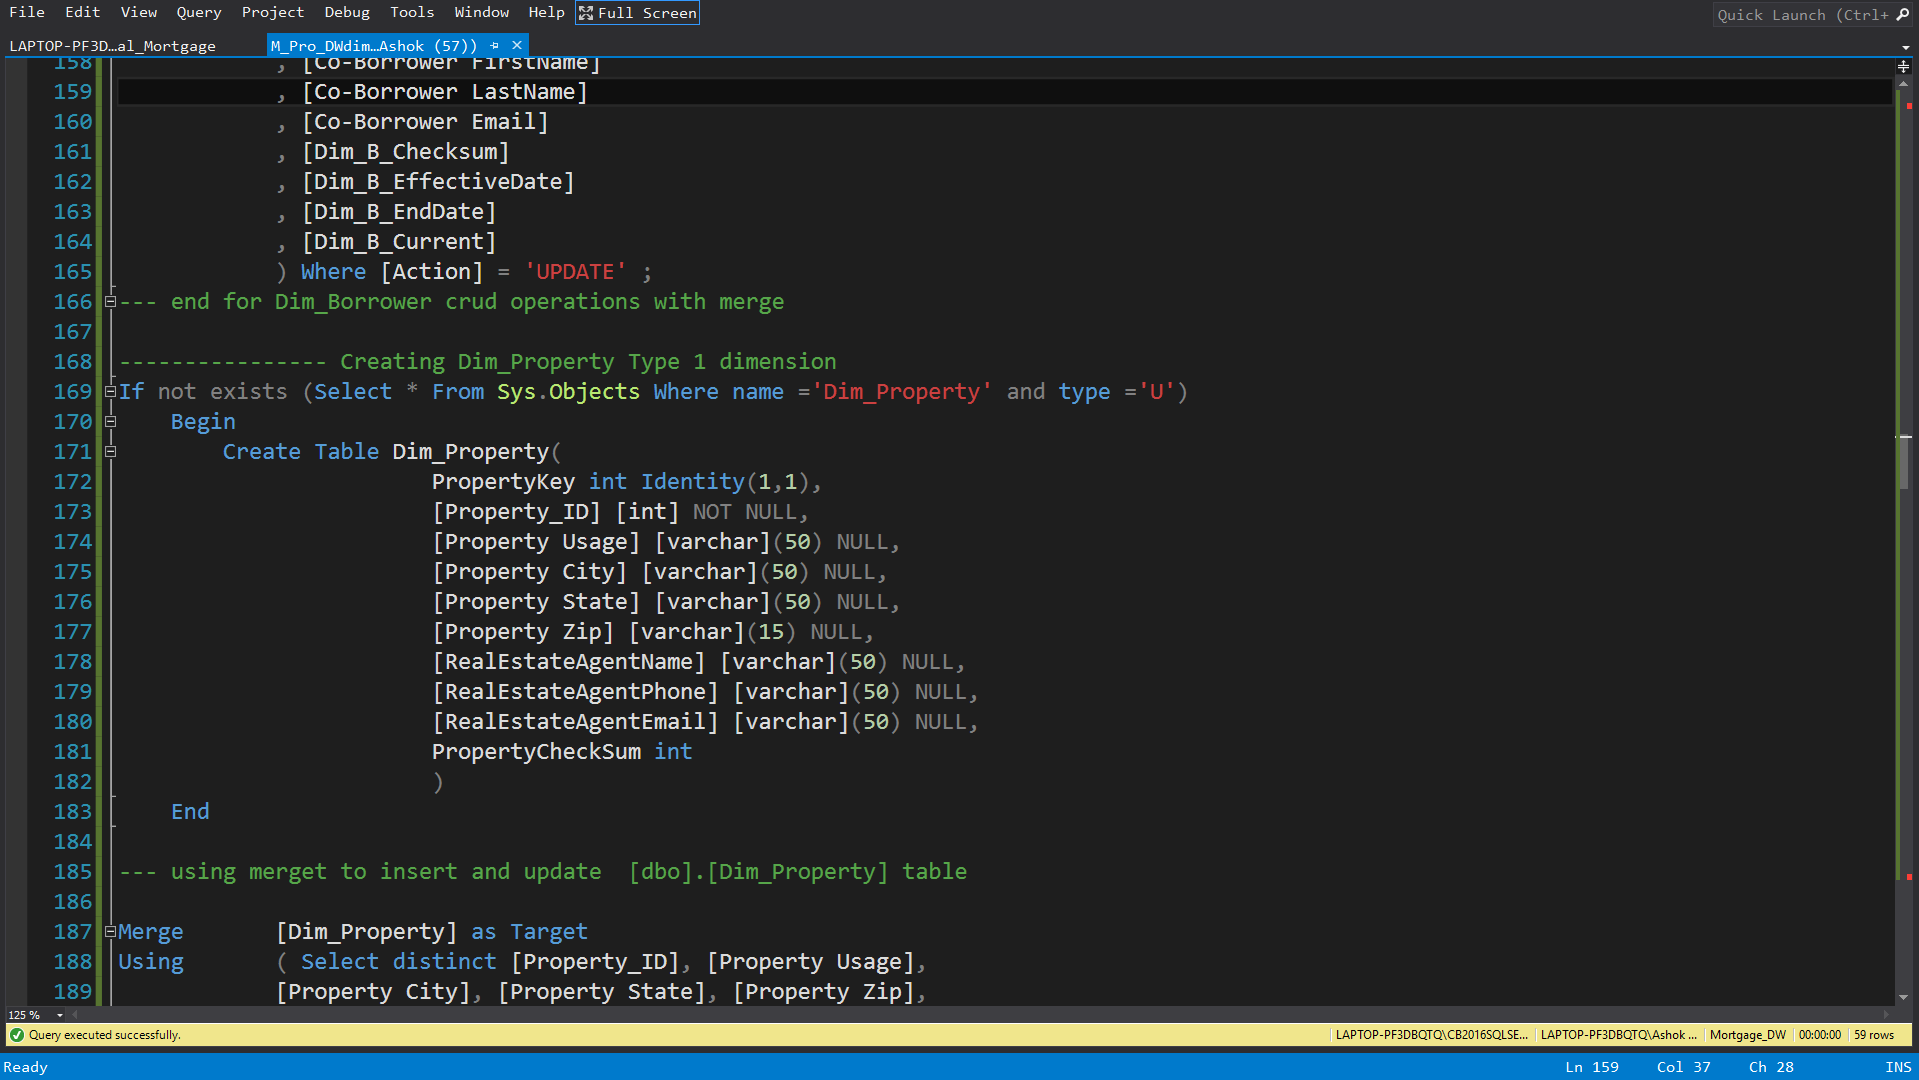 File Edit View Query Project Debug Tools Window Help Full Screen
Quick Launch (Ctrl+
LAPTOP-PF3D...al_Mortgage
M_Pro_DWdim...Ashok (57))
158 , [Co-Borrower FirstName]
159 , [Co-Borrower LastName]
160 , [Co-Borrower Email]
161 , [Dim_B_Checksum]
162 , [Dim_B_EffectiveDate]
163 , [Dim_B_EndDate]
164 , [Dim_B_Current]
165 ) Where [Action] = 'UPDATE' ;
166 --- end for Dim_Borrower crud operations with merge
167
168 ---------------- Creating Dim_Property Type 1 dimension
169 If not exists (Select * From Sys.Objects Where name ='Dim_Property' and type ='U')
170 Begin
171 Create Table Dim_Property(
172 PropertyKey int Identity(1,1),
173 [Property_ID] [int] NOT NULL,
174 [Property Usage] [varchar](50) NULL,
175 [Property City] [varchar](50) NULL,
176 [Property State] [varchar](50) NULL,
177 [Property Zip] [varchar](15) NULL,
178 [RealEstateAgentName] [varchar](50) NULL,
179 [RealEstateAgentPhone] [varchar](50) NULL,
180 [RealEstateAgentEmail] [varchar](50) NULL,
181 PropertyCheckSum int
182 )
183 End
184
185 --- using merget to insert and update [dbo].[Dim_Property] table
186
187 Merge [Dim_Property] as Target
188 Using ( Select distinct [Property_ID], [Property Usage],
189 [Property City], [Property State], [Property Zip],
125 %
Query executed successfully.
LAPTOP-PF3DBQTQ\CB2016SQLSE... LAPTOP-PF3DBQTQ\Ashok ... Mortgage_DW 00:00:00 59 rows
Ready
Ln 159 Col 37 Ch 28 INS